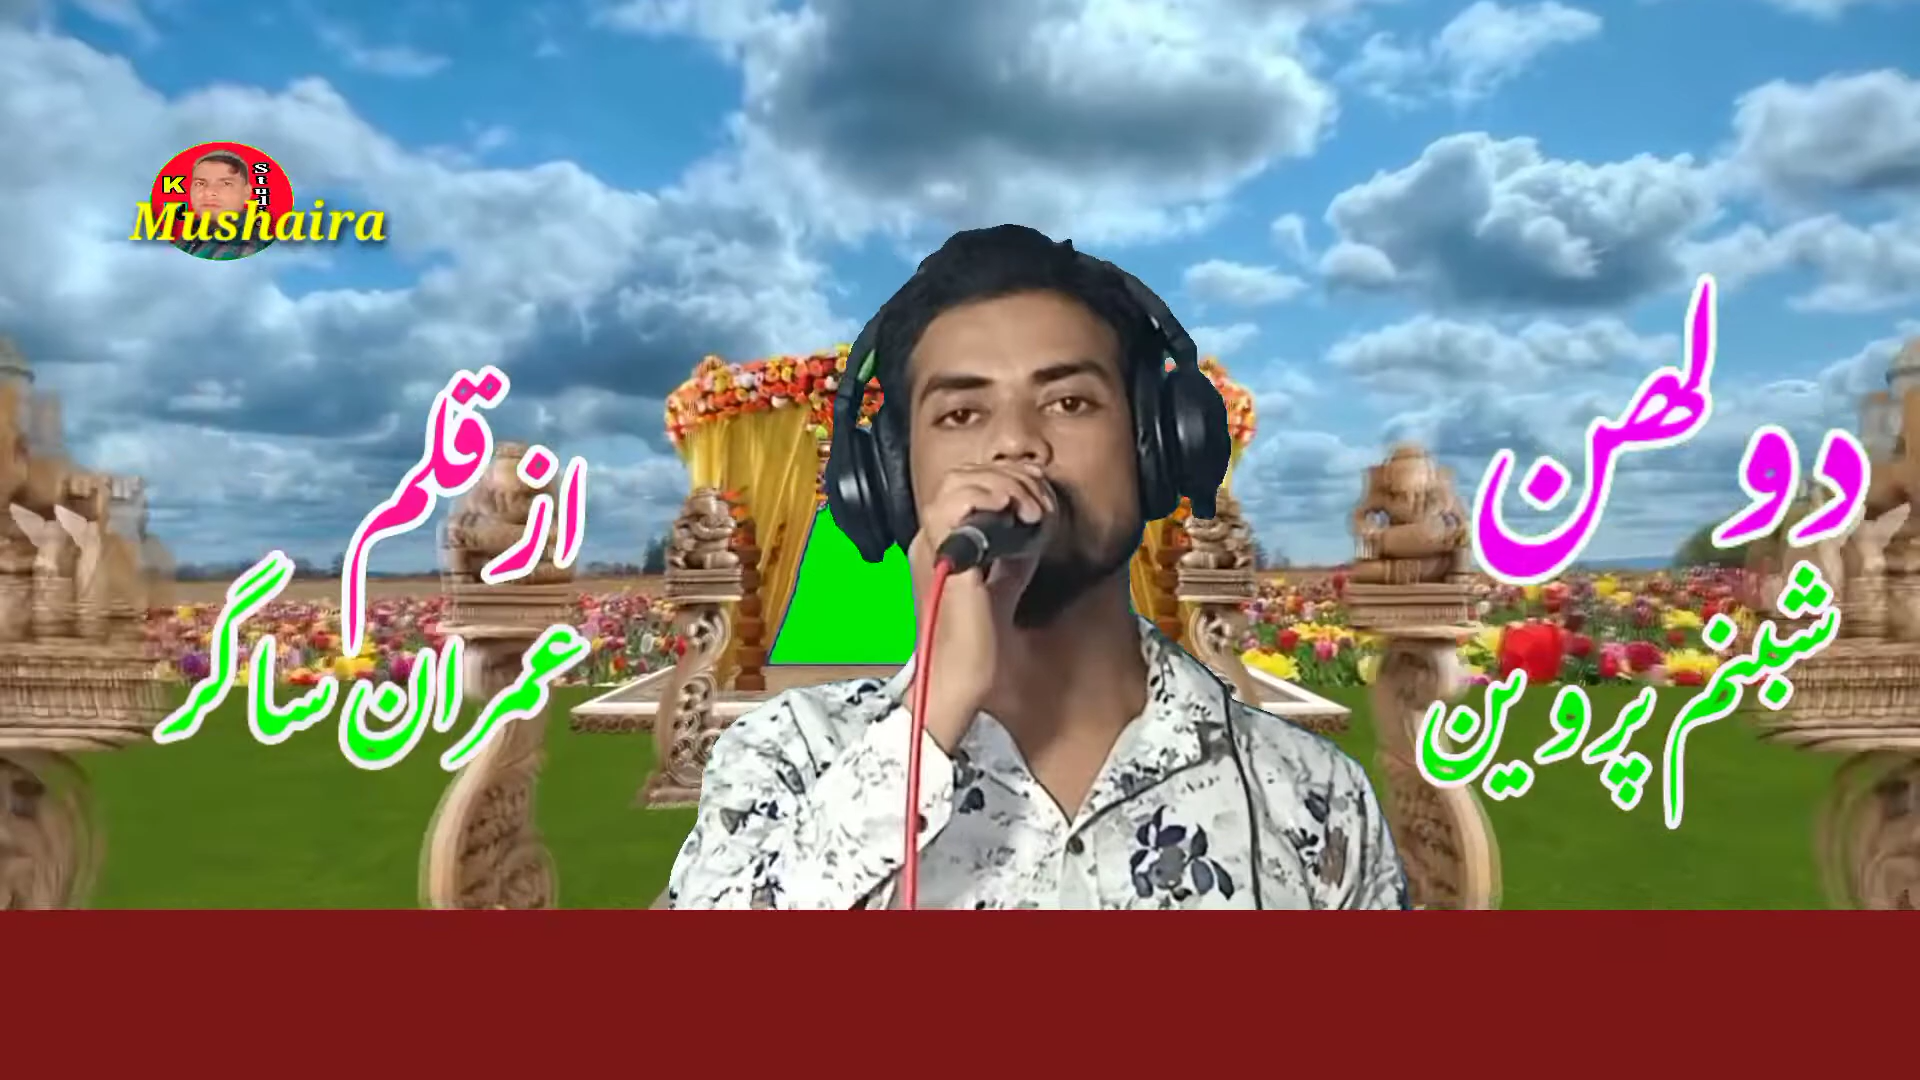 K
Mushaira
دولھن
شبنم پروین
از قلم
عمران ساگر